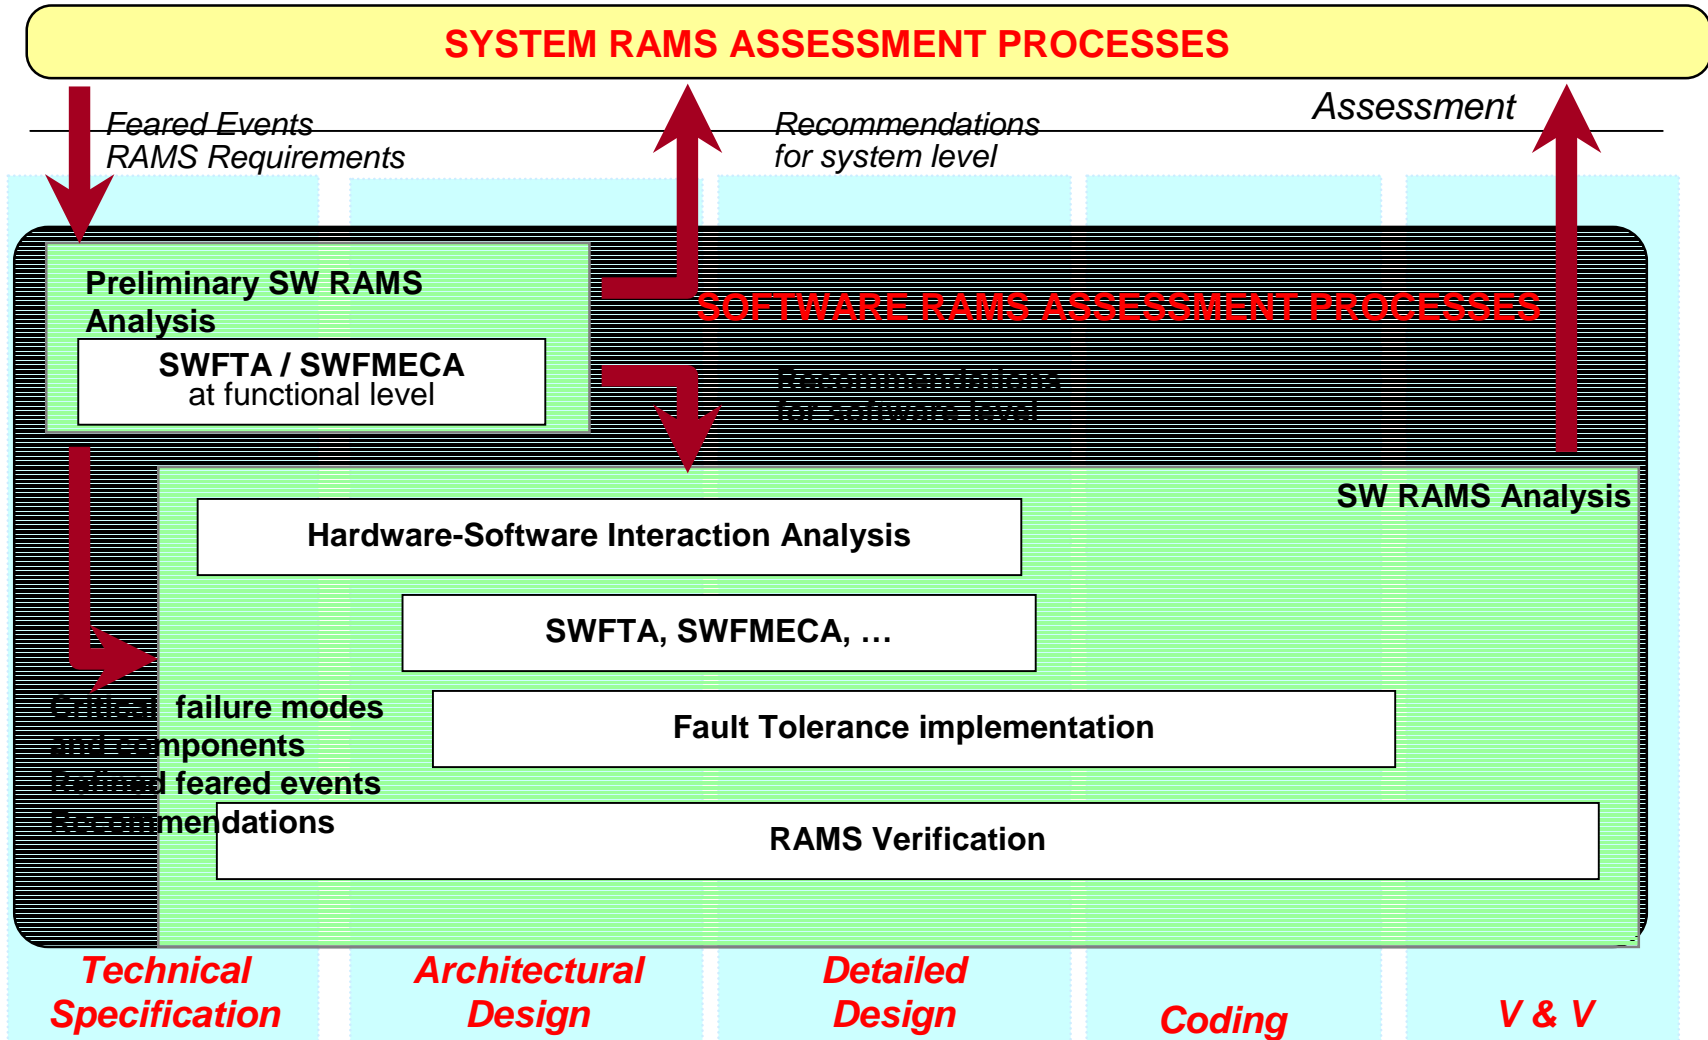 SYSTEM RAMS ASSESSMENT PROCESSES
Assessment
Feared Events
RAMS Requirements
Recommendations
for system level
Preliminary SW RAMS
Analysis
SWFTA / SWFMECA
at functional level
SOFTWARE RAMS ASSESSMENT PROCESSES
Recommendations
for software level
SW RAMS Analysis
Hardware-Software Interaction Analysis
SWFTA, SWFMECA, …
Critical failure modes
and components
Refined feared events
Recommendations
Fault Tolerance implementation
RAMS Verification
Technical
Specification
Architectural
Design
Detailed
Design
Coding
V & V